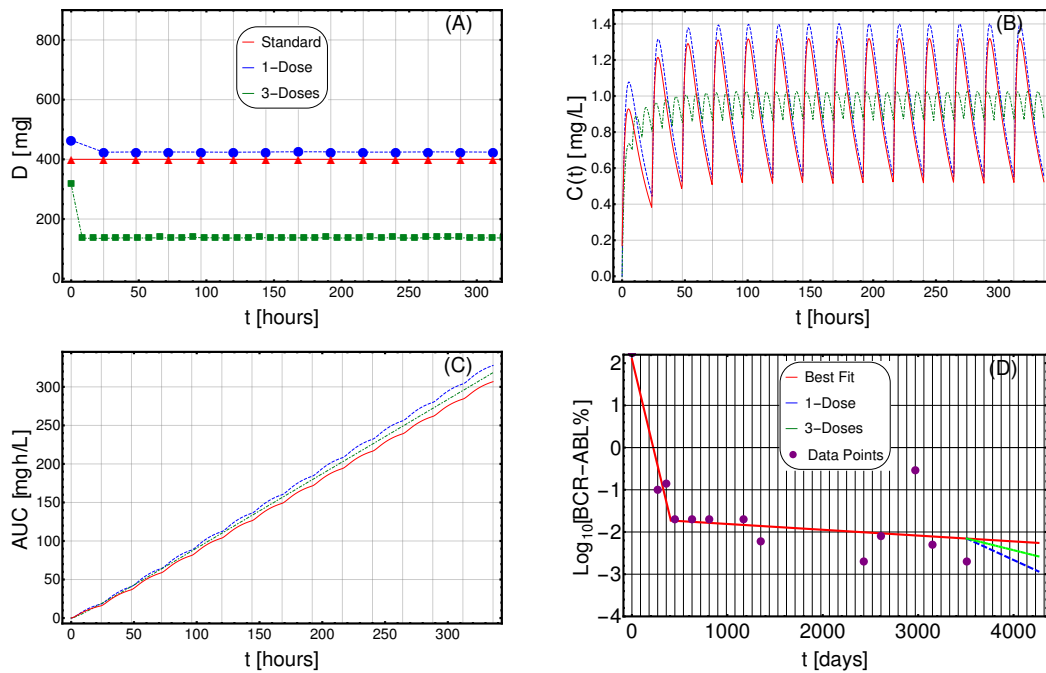 (A)
Standard
1-Dose
3-Doses
D [mg]
800
600
400
200
0
0 50 100 150 200 250 300
t [hours]
(B)
C(t) [mg/L]
1.4
1.2
1.0
0.8
0.6
0.4
0.2
0.0
0 50 100 150 200 250 300
t [hours]
(C)
AUC [mgh/L]
300
250
200
150
100
50
0
0 50 100 150 200 250 300
t [hours]
(D)
Best Fit
1-Dose
3-Doses
Data Points
Log10[BCR-ABL%]
2
1
0
-1
-2
-3
-4
0 1000 2000 3000 4000
t [days]